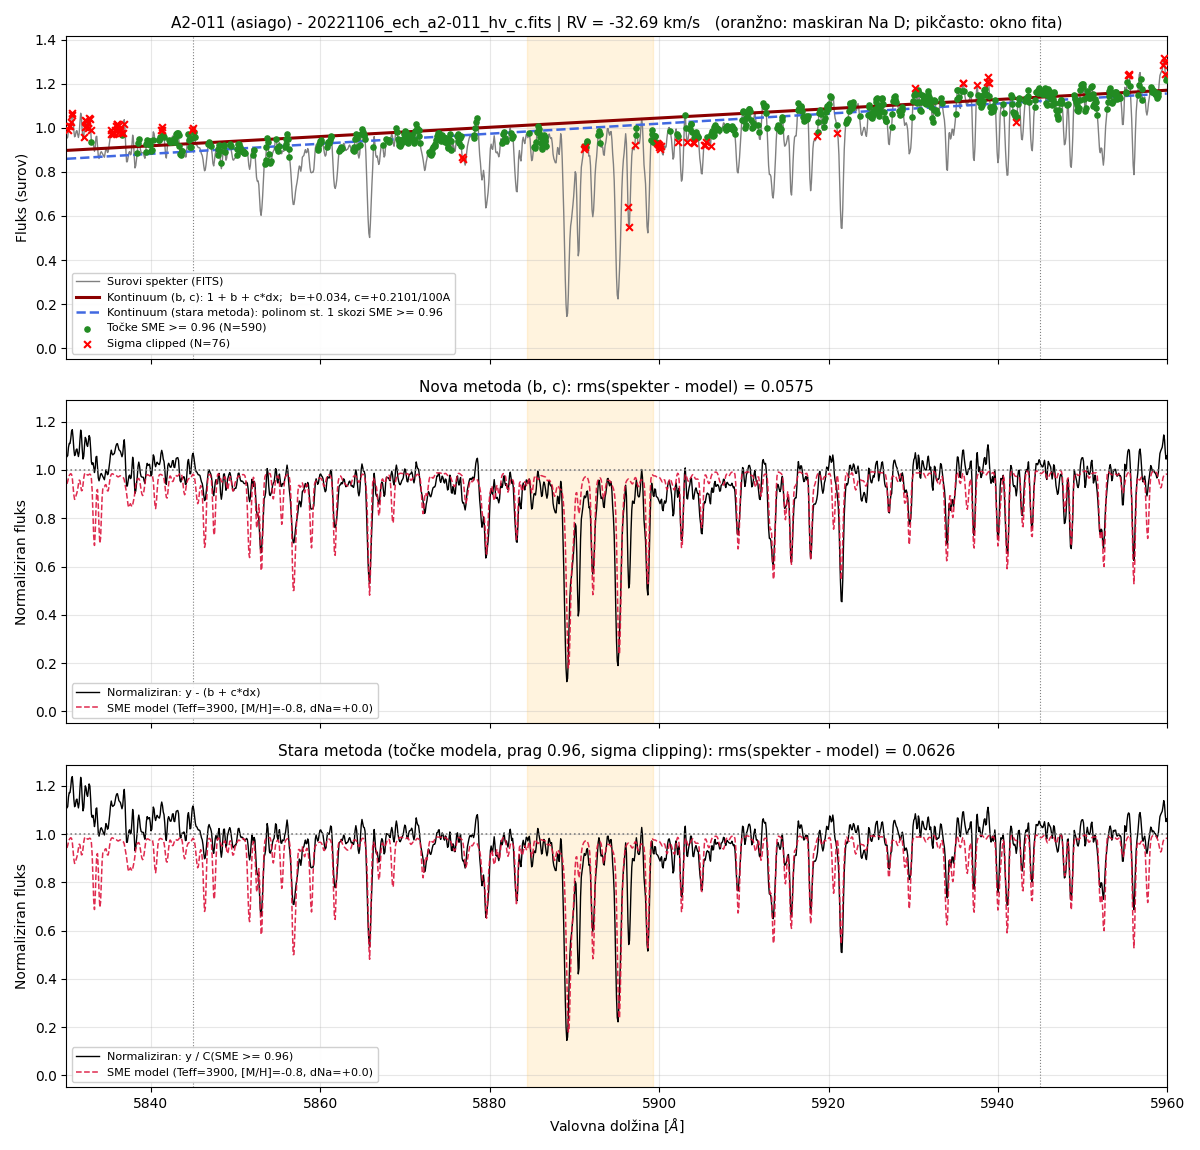 A2-011 (asiago) - 20221106_ech_a2-011_hv_c.fits | RV = -32.69 km/s   (oranžno: maskiran Na D; pikčasto: okno fita)
1.4
1.2
1.0
0.8
0.6
0.4
0.2
0.0
Fluks (surov)
Surovi spekter (FITS)
Kontinuum (b, c): 1 + b + c*dx;  b=+0.034, c=+0.2101/100A
Kontinuum (stara metoda): polinom st. 1 skozi SME >= 0.96
Točke SME >= 0.96 (N=590)
Sigma clipped (N=76)
Nova metoda (b, c): rms(spekter - model) = 0.0575
1.2
1.0
0.8
0.6
0.4
0.2
0.0
Normaliziran fluks
Normaliziran: y - (b + c*dx)
SME model (Teff=3900, [M/H]=-0.8, dNa=+0.0)
Stara metoda (točke modela, prag 0.96, sigma clipping): rms(spekter - model) = 0.0626
1.2
1.0
0.8
0.6
0.4
0.2
0.0
Normaliziran fluks
Normaliziran: y / C(SME >= 0.96)
SME model (Teff=3900, [M/H]=-0.8, dNa=+0.0)
5840 5860 5880 5900 5920 5940 5960
Valovna dolžina [Å]